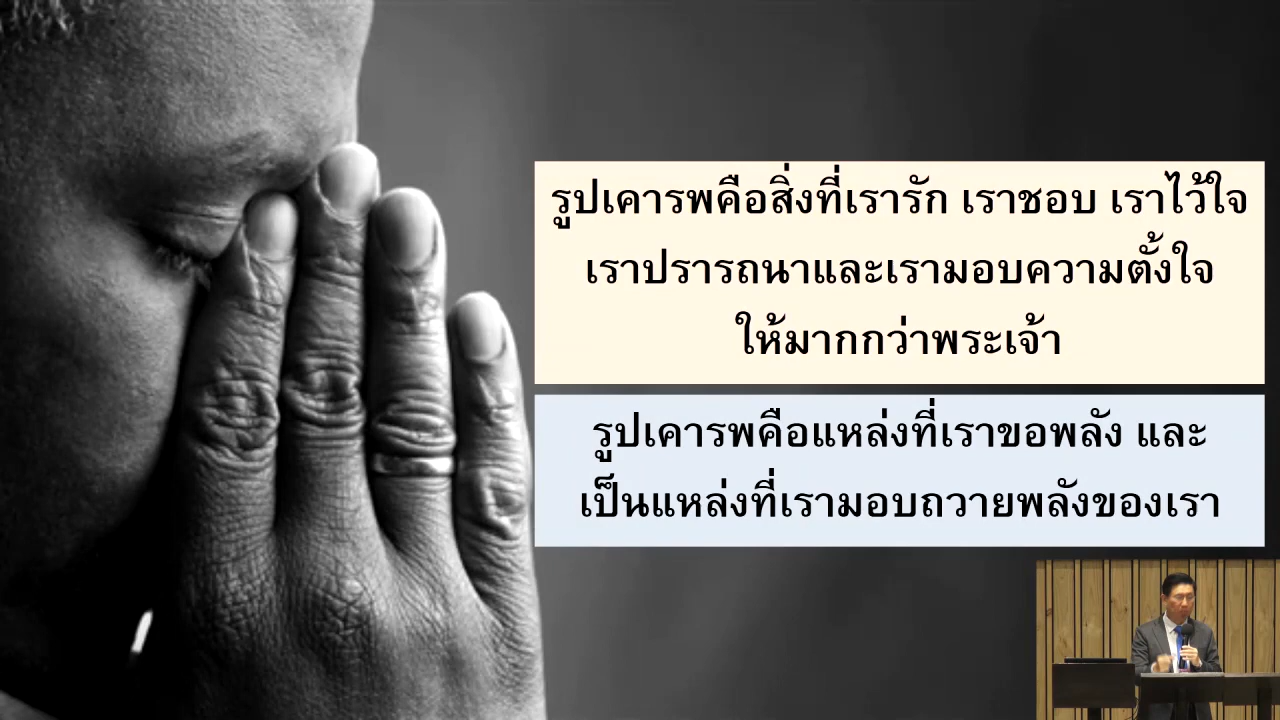 รูปเคารพคือสิ่งที่เรารัก เราชอบ เราไว้ใจ
เราปรารถนาและเรามอบความตั้งใจ
ให้มากกว่าพระเจ้า
รูปเคารพคือแหล่งที่เราขอพลัง และ
เป็นแหล่งที่เรามอบถวายพลังของเรา